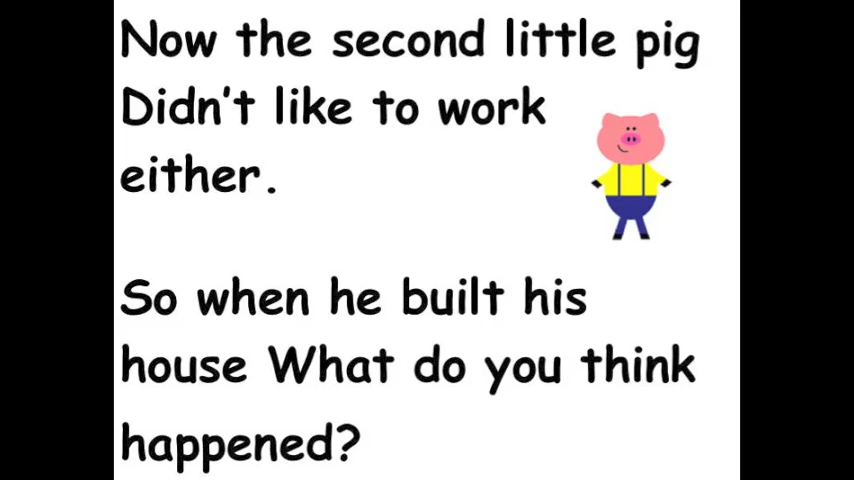 Now the second little pig
Didn't like to work
either.
So when he built his
house What do you think
happened?